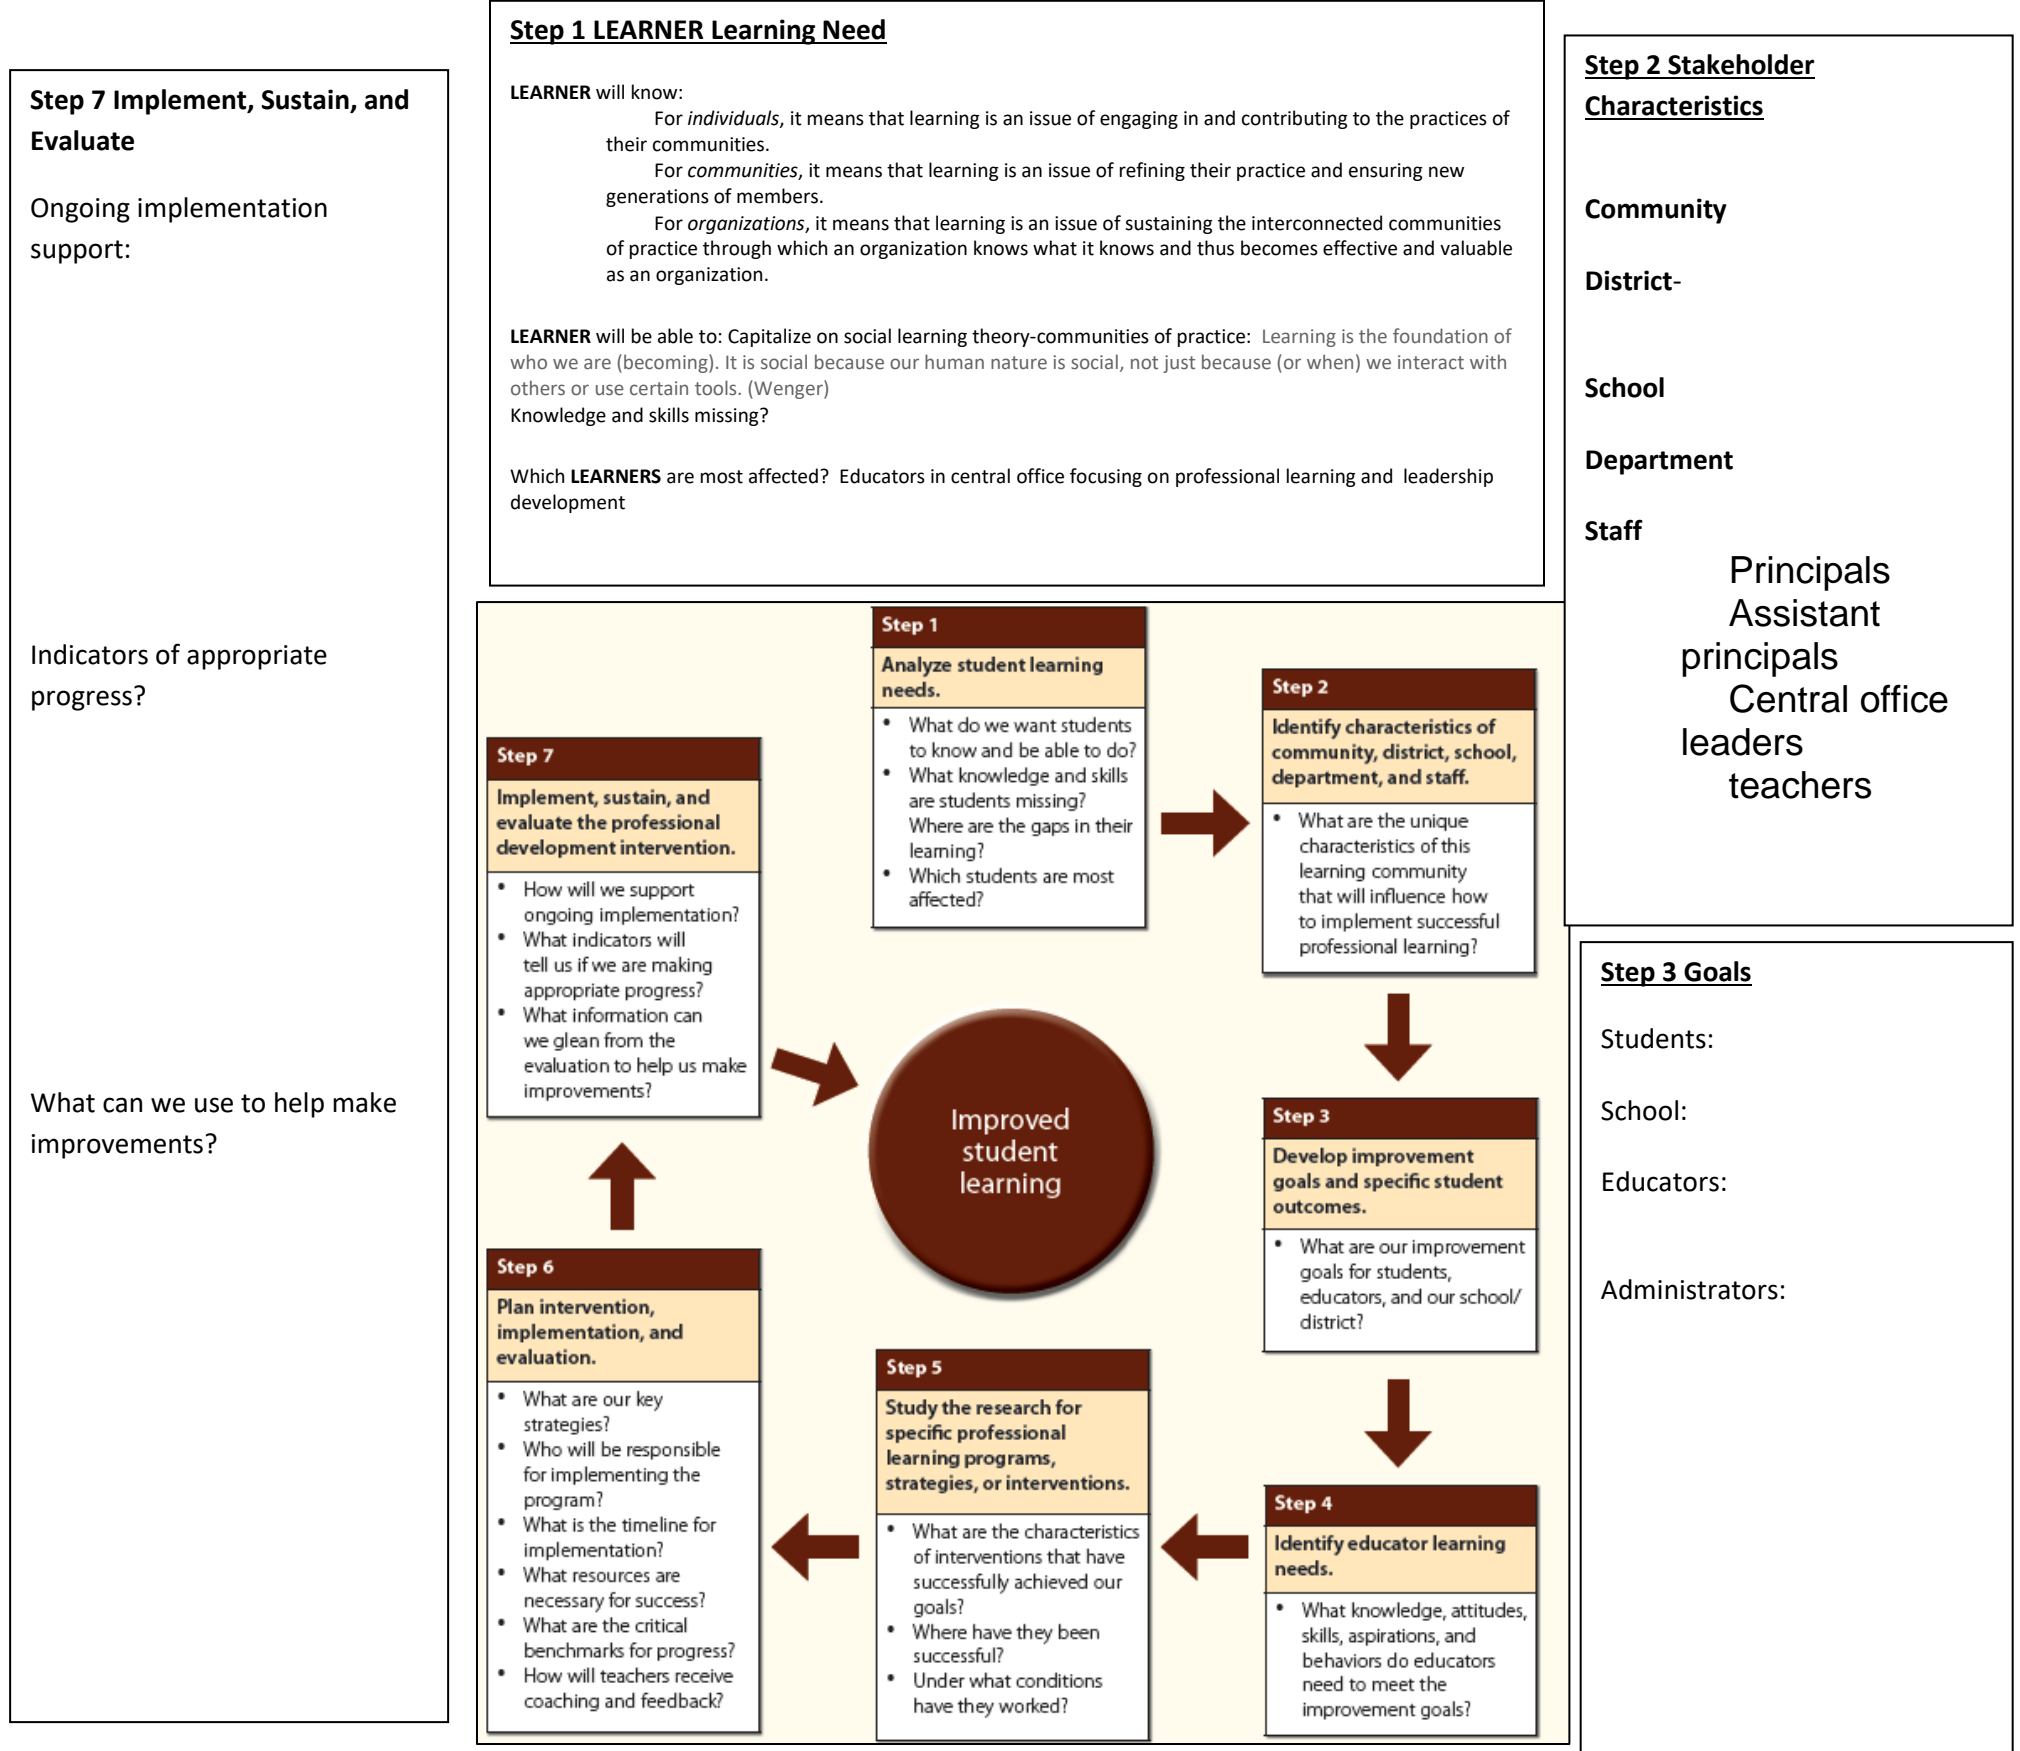 Step 1 LEARNER Learning Need
LEARNER will know:
For individuals, it means that learning is an issue of engaging in and contributing to the practices of
their communities.
For communities, it means that learning is an issue of refining their practice and ensuring new
generations of members.
For organizations, it means that learning is an issue of sustaining the interconnected communities
of practice through which an organization knows what it knows and thus becomes effective and valuable
as an organization.
LEARNER will be able to: Capitalize on social learning theory-communities of practice: Learning is the foundation of
who we are (becoming). It is social because our human nature is social, not just because (or when) we interact with
others or use certain tools. (Wenger)
Knowledge and skills missing?
Which LEARNERS are most affected? Educators in central office focusing on professional learning and leadership
development
Step 2 Stakeholder
Characteristics
Community
District-
School
Department
Staff
Principals
Assistant
principals
Central office
leaders
teachers
Step 3 Goals
Students:
School:
Educators:
Administrators:
Step 7 Implement, Sustain, and
Evaluate
Ongoing implementation
support:
Indicators of appropriate
progress?
What can we use to help make
improvements?
Step 1
Analyze student learning
needs.
• What do we want students
to know and be able to do?
• What knowledge and skills
are students missing?
Where are the gaps in their
learning?
• Which students are most
affected?
Step 2
Identify characteristics of
community, district, school,
department, and staff.
• What are the unique
characteristics of this
learning community
that will influence how
to implement successful
professional learning?
Step 3
Develop improvement
goals and specific student
outcomes.
• What are our improvement
goals for students,
educators, and our school/
district?
Step 4
Identify educator learning
needs.
• What knowledge, attitudes,
skills, aspirations, and
behaviors do educators
need to meet the
improvement goals?
Step 5
Study the research for
specific professional
learning programs,
strategies, or interventions.
• What are the characteristics
of interventions that have
successfully achieved our
goals?
• Where have they been
successful?
• Under what conditions
have they worked?
Step 6
Plan intervention,
implementation, and
evaluation.
• What are our key
strategies?
• Who will be responsible
for implementing the
program?
• What is the timeline for
implementation?
• What resources are
necessary for success?
• What are the critical
benchmarks for progress?
• How will teachers receive
coaching and feedback?
Step 7
Implement, sustain, and
evaluate the professional
development intervention.
• How will we support
ongoing implementation?
• What indicators will
tell us if we are making
appropriate progress?
• What information can
we glean from the
evaluation to help us make
improvements?
Improved
student
learning